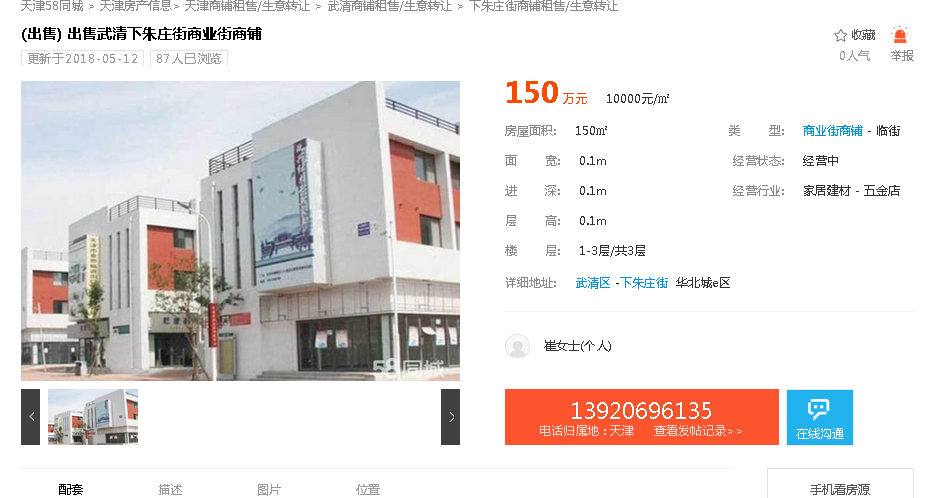 天津58同城 > 天津房产信息 > 天津商铺租售/生意转让 > 武清商铺租售/生意转让 > 下朱庄街商铺租售/生意转让
(出售) 出售武清下朱庄街商业街商铺
收藏
更新于2018-05-12 87人已浏览
0人气 举报
150 万元 10000元/㎡
房屋面积: 150㎡ 类 型: 商业街商铺 - 临街
面 宽: 0.1m 经营状态: 经营中
进 深: 0.1m 经营行业: 家居建材 - 五金店
层 高: 0.1m
楼 层: 1-3层/共3层
详细地址: 武清区 -下朱庄街 华北城e区
崔女士(个人)
58同城
13920696135
电话归属地:天津 查看发帖记录>>
在线沟通
配套 描述 图片 位置
手机看房源